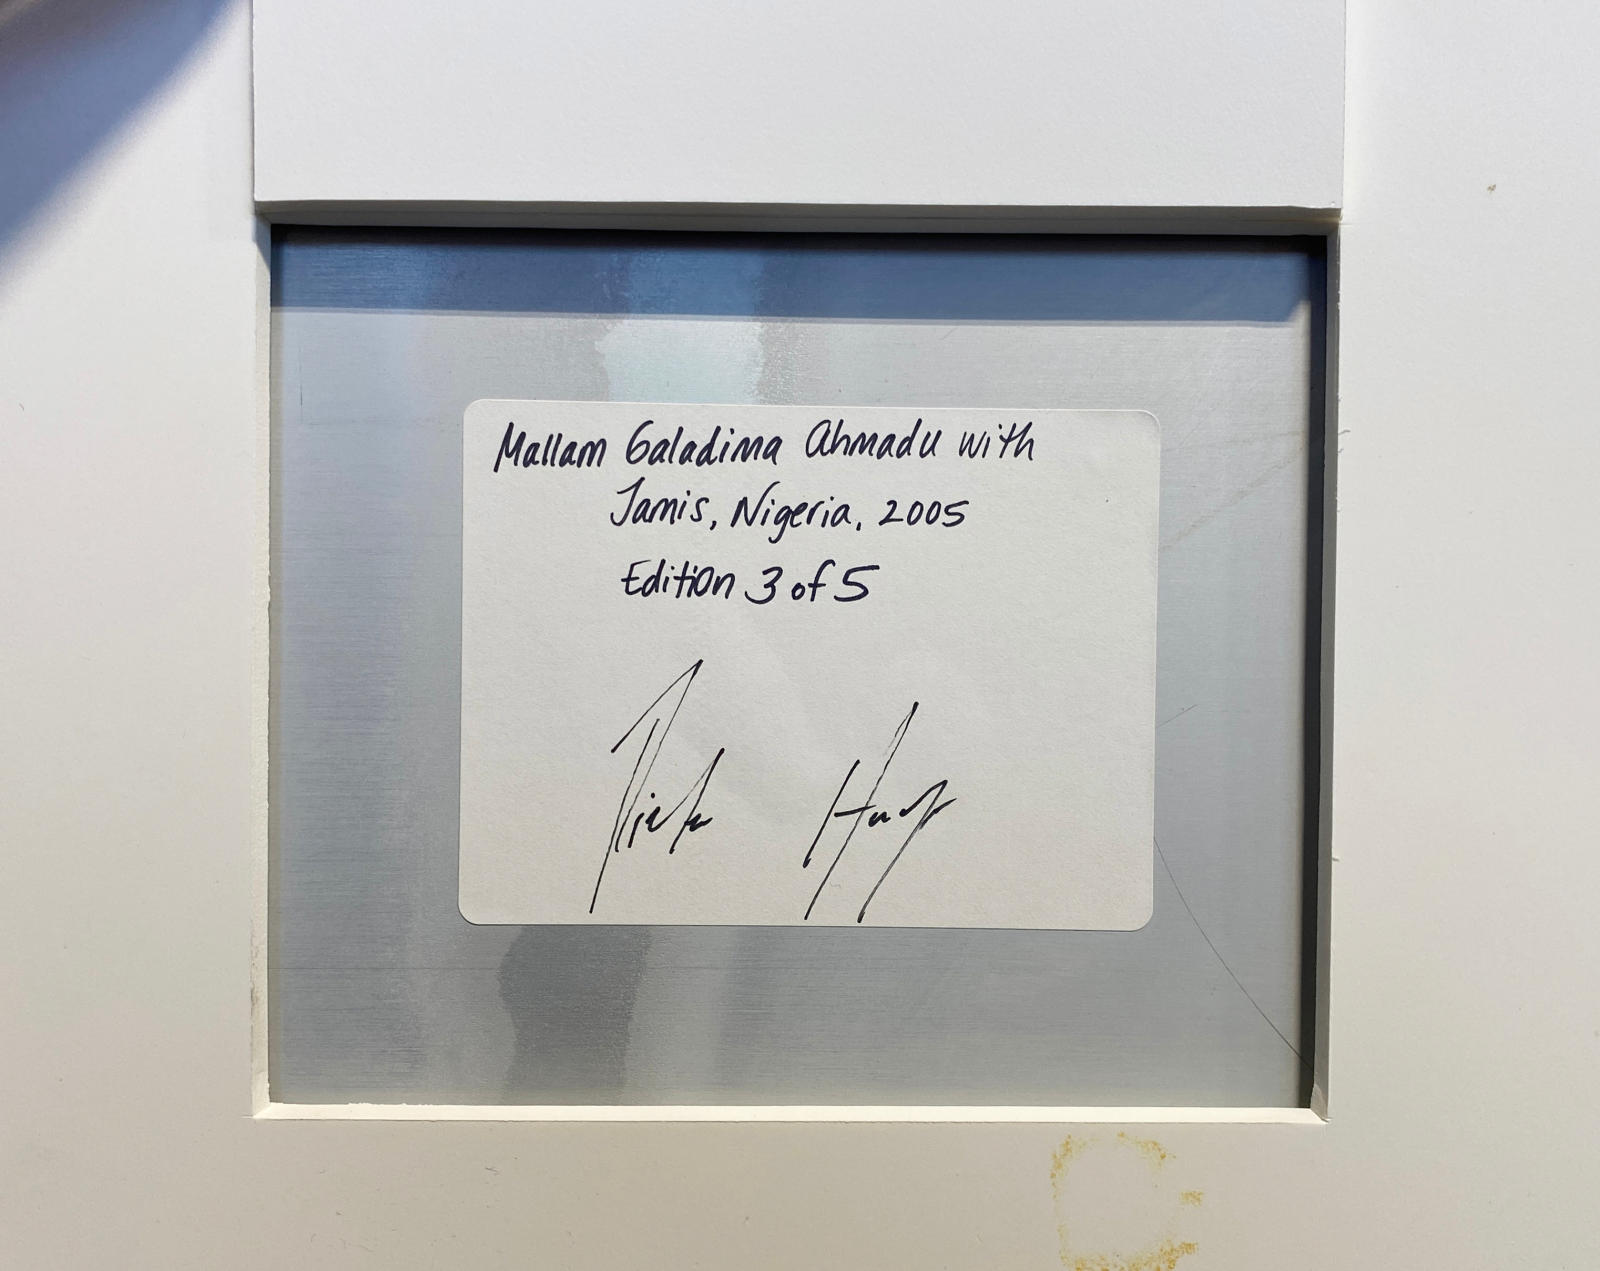 Mallam Galadima Ahmadu with
Jamis, Nigeria, 2005
Edition 3 of 5